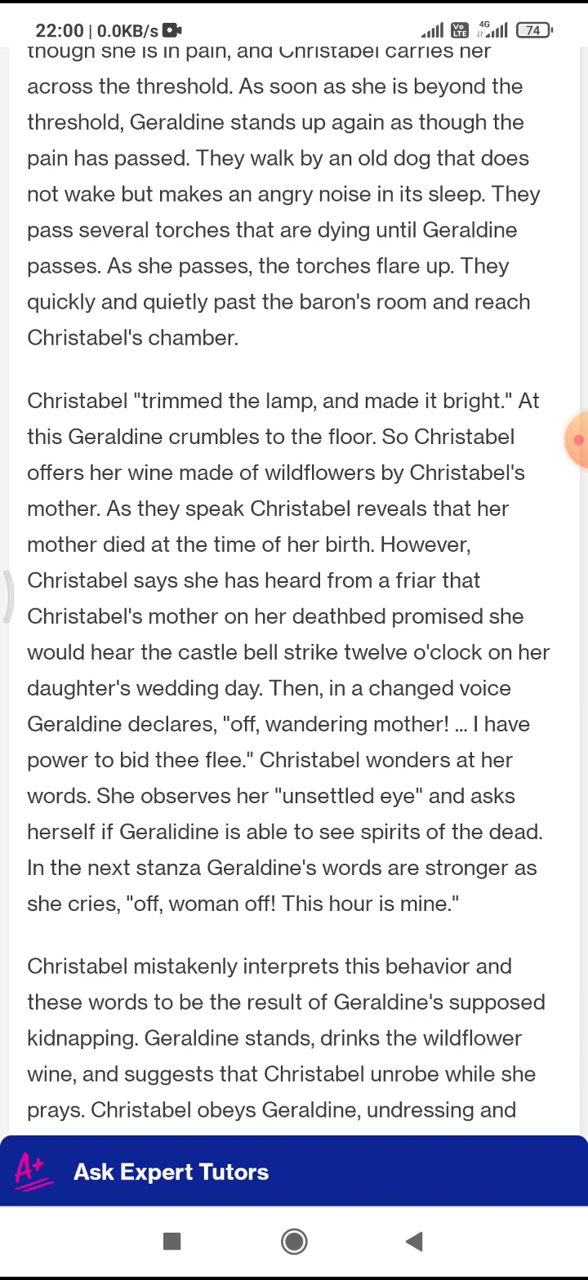 22:00 | 0.0KB/s Vo LTE 4G 74
though she is in pain, and Christabel carries her
across the threshold. As soon as she is beyond the
threshold, Geraldine stands up again as though the
pain has passed. They walk by an old dog that does
not wake but makes an angry noise in its sleep. They
pass several torches that are dying until Geraldine
passes. As she passes, the torches flare up. They
quickly and quietly past the baron's room and reach
Christabel's chamber.
Christabel "trimmed the lamp, and made it bright." At
this Geraldine crumbles to the floor. So Christabel
offers her wine made of wildflowers by Christabel's
mother. As they speak Christabel reveals that her
mother died at the time of her birth. However,
Christabel says she has heard from a friar that
Christabel's mother on her deathbed promised she
would hear the castle bell strike twelve o'clock on her
daughter's wedding day. Then, in a changed voice
Geraldine declares, "off, wandering mother! ... I have
power to bid thee flee." Christabel wonders at her
words. She observes her "unsettled eye" and asks
herself if Geralidine is able to see spirits of the dead.
In the next stanza Geraldine's words are stronger as
she cries, "off, woman off! This hour is mine."
Christabel mistakenly interprets this behavior and
these words to be the result of Geraldine's supposed
kidnapping. Geraldine stands, drinks the wildflower
wine, and suggests that Christabel unrobe while she
prays. Christabel obeys Geraldine, undressing and
A+ Ask Expert Tutors